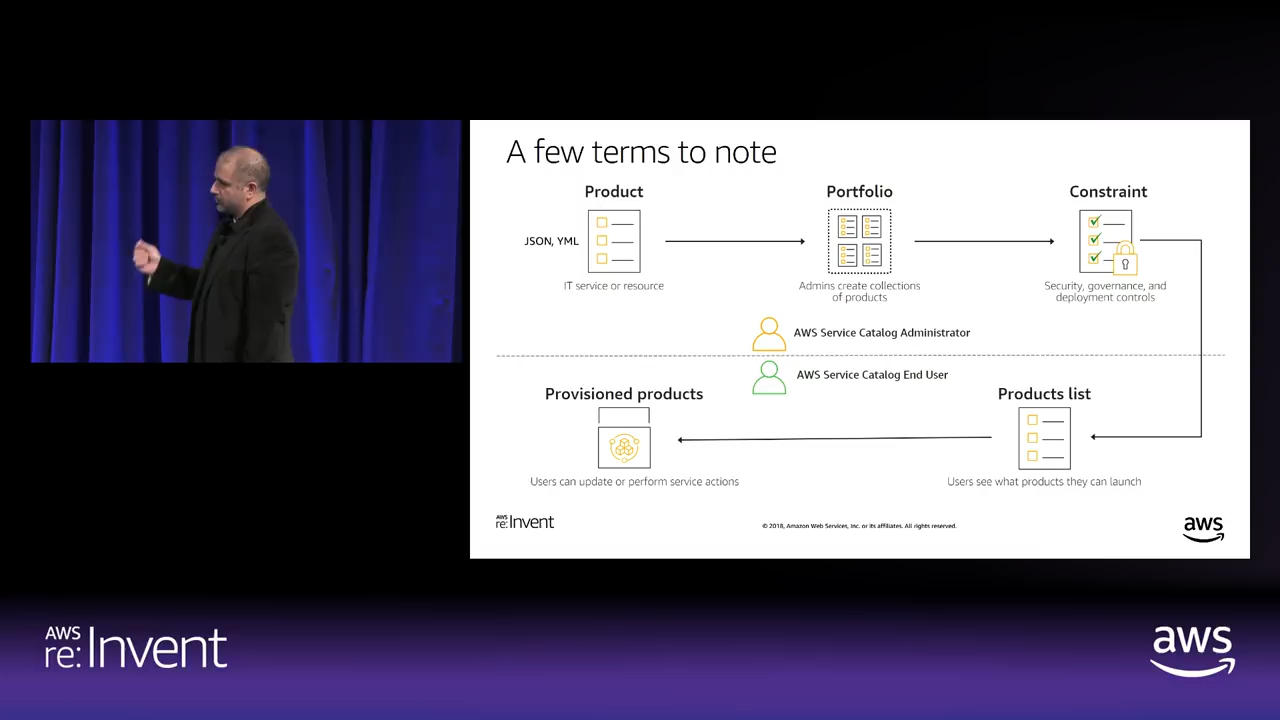 A few terms to note
Product
Portfolio
Constraint
JSON, YML
IT service or resource
Admins create collections
of products
Security, governance, and
deployment controls
AWS Service Catalog Administrator
AWS Service Catalog End User
Provisioned products
Products list
Users can update or perform service actions
Users see what products they can launch
AWS
re:Invent
© 2018, Amazon Web Services, Inc. or its affiliates. All rights reserved.
aws
AWS
re:Invent
aws